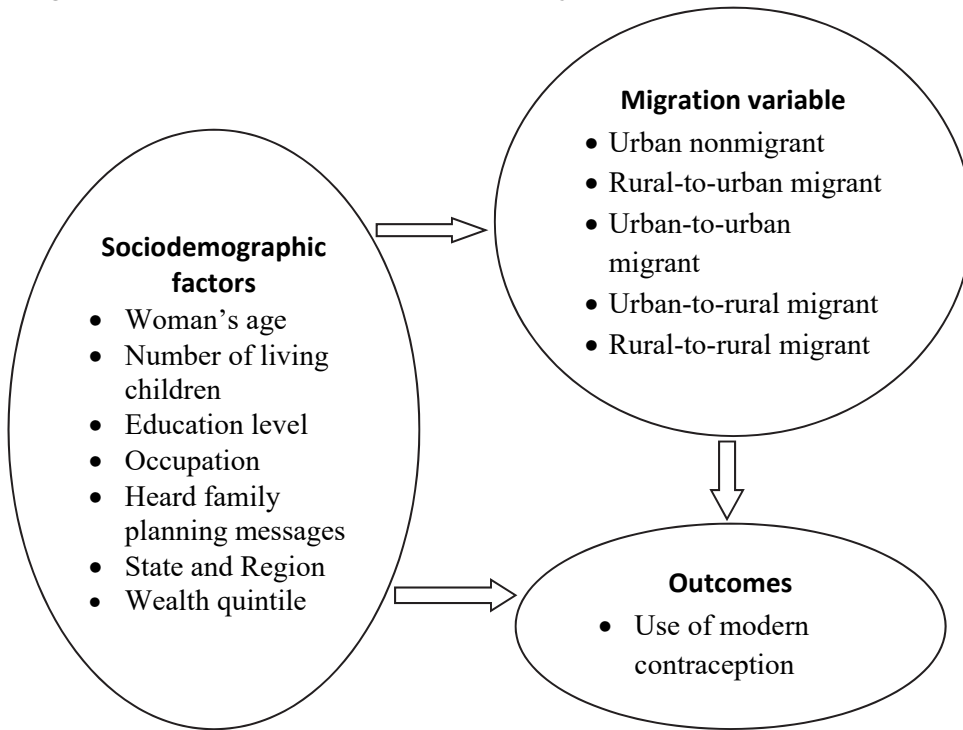 Sociodemographic
factors
• Woman’s age
• Number of living
children
• Education level
• Occupation
• Heard family
planning messages
• State and Region
• Wealth quintile
Migration variable
• Urban nonmigrant
• Rural-to-urban migrant
• Urban-to-urban
migrant
• Urban-to-rural migrant
• Rural-to-rural migrant
Outcomes
• Use of modern
contraception